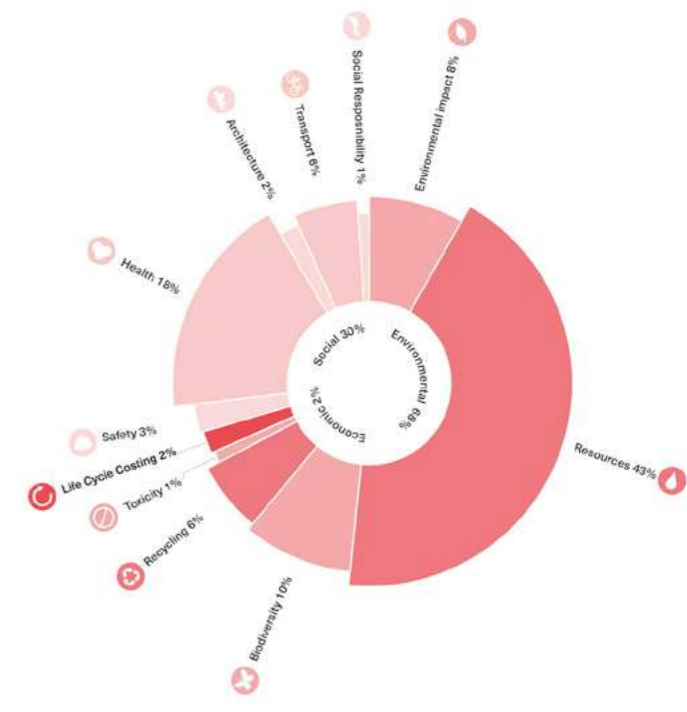 Social Resposnibility 1%
Environmental impact 8%
Transport 6%
Architecture 2%
Health 18%
Social 30%
Environmental 68%
Economic 2%
Safety 3%
Life Cycle Costing 2%
Toxicity 1%
Resources 43%
Recycling 6%
Biodiversity 10%